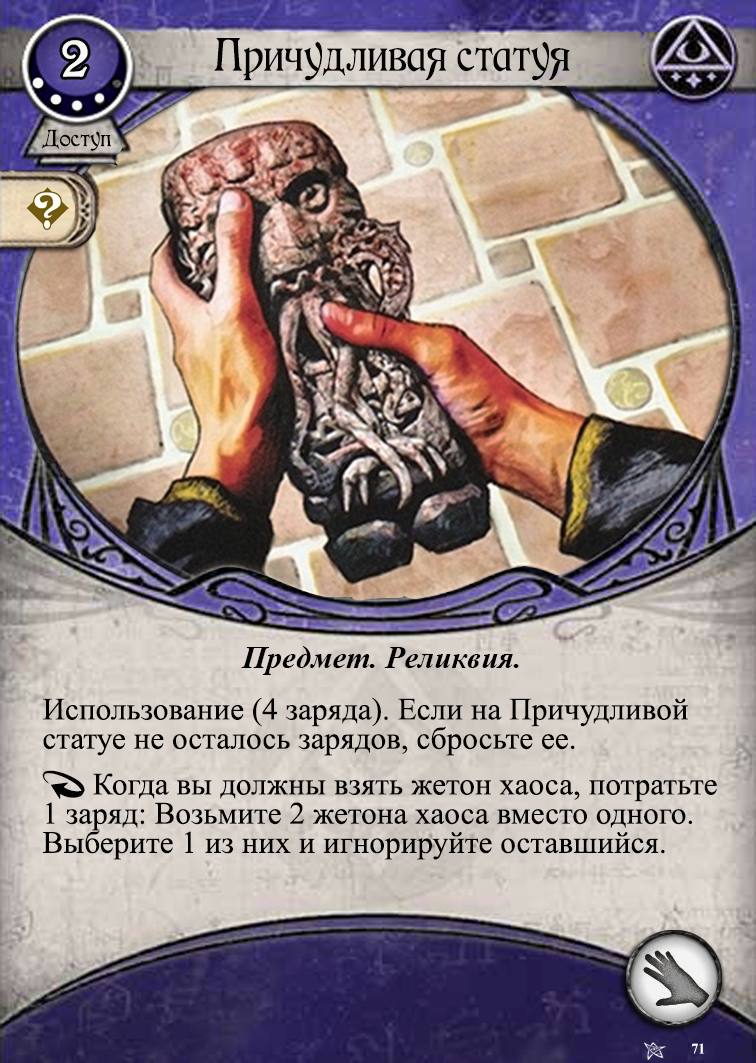 2
Причудливая статуя
Доступ
?
Предмет. Реликвия.
Использование (4 заряда). Если на Причудливой
статуе не осталось зарядов, сбросьте ее.
Когда вы должны взять жетон хаоса, потратьте
1 заряд: Возьмите 2 жетона хаоса вместо одного.
Выберите 1 из них и игнорируйте оставшийся.
71